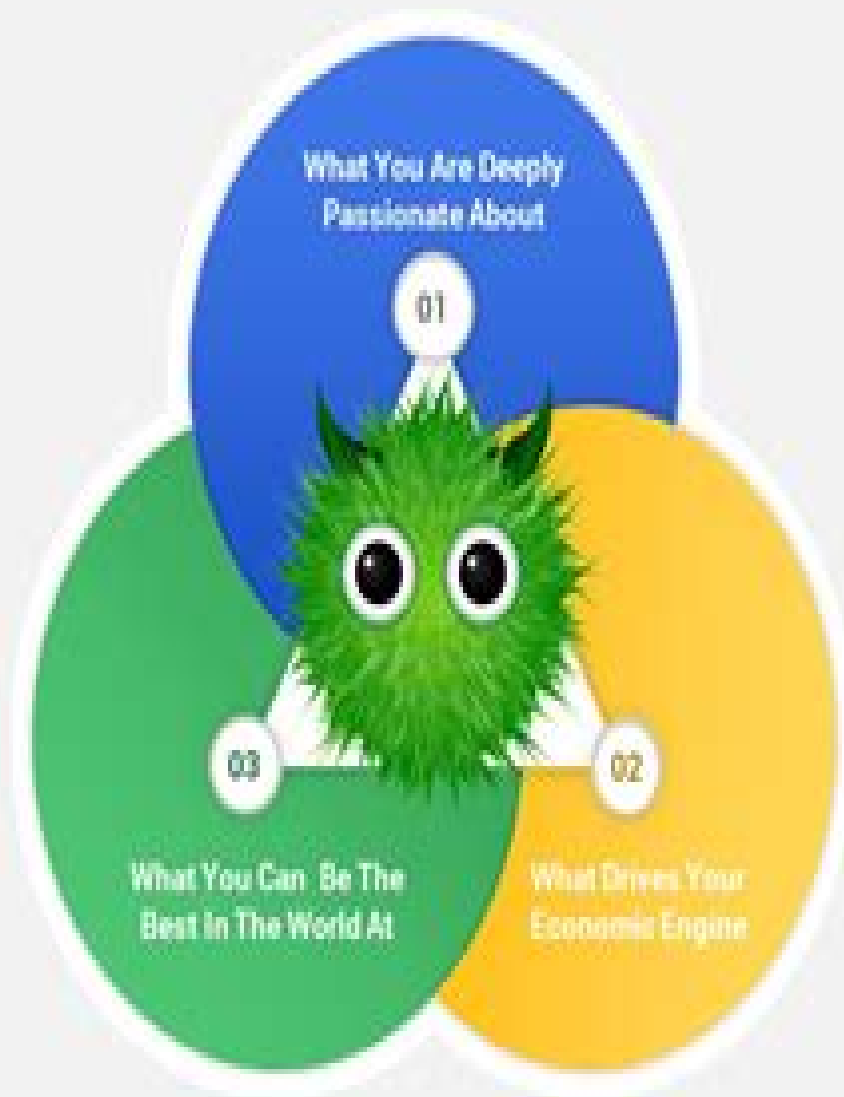 What You Are Deeply
Passionate About
01
03
02
What You Can Be The
Best In The World At
What Drives Your
Economic Engine